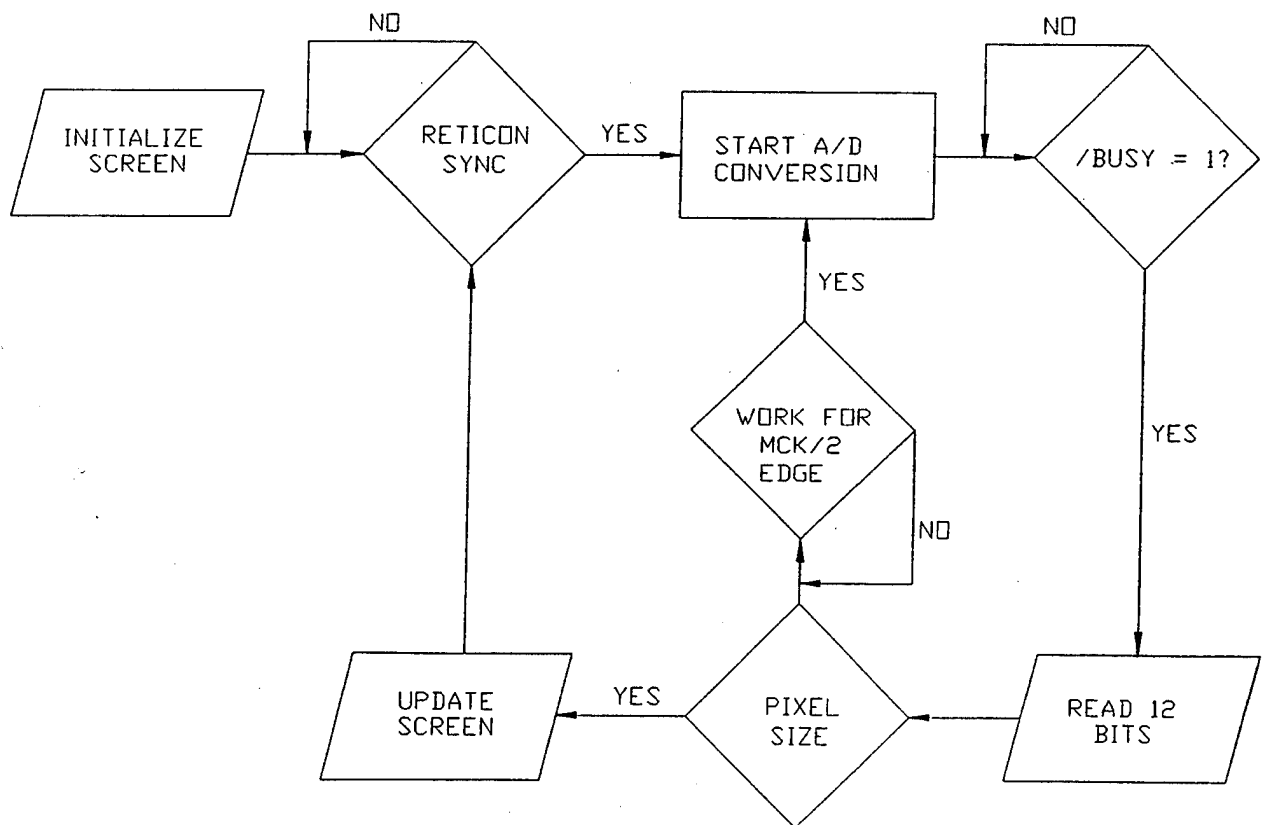 NO
NO
INITIALIZE
SCREEN
RETICON
SYNC
YES
START A/D
CONVERSION
/BUSY = 1?
YES
WORK FOR
MCK/2
EDGE
YES
NO
UPDATE
SCREEN
YES
PIXEL
SIZE
READ 12
BITS